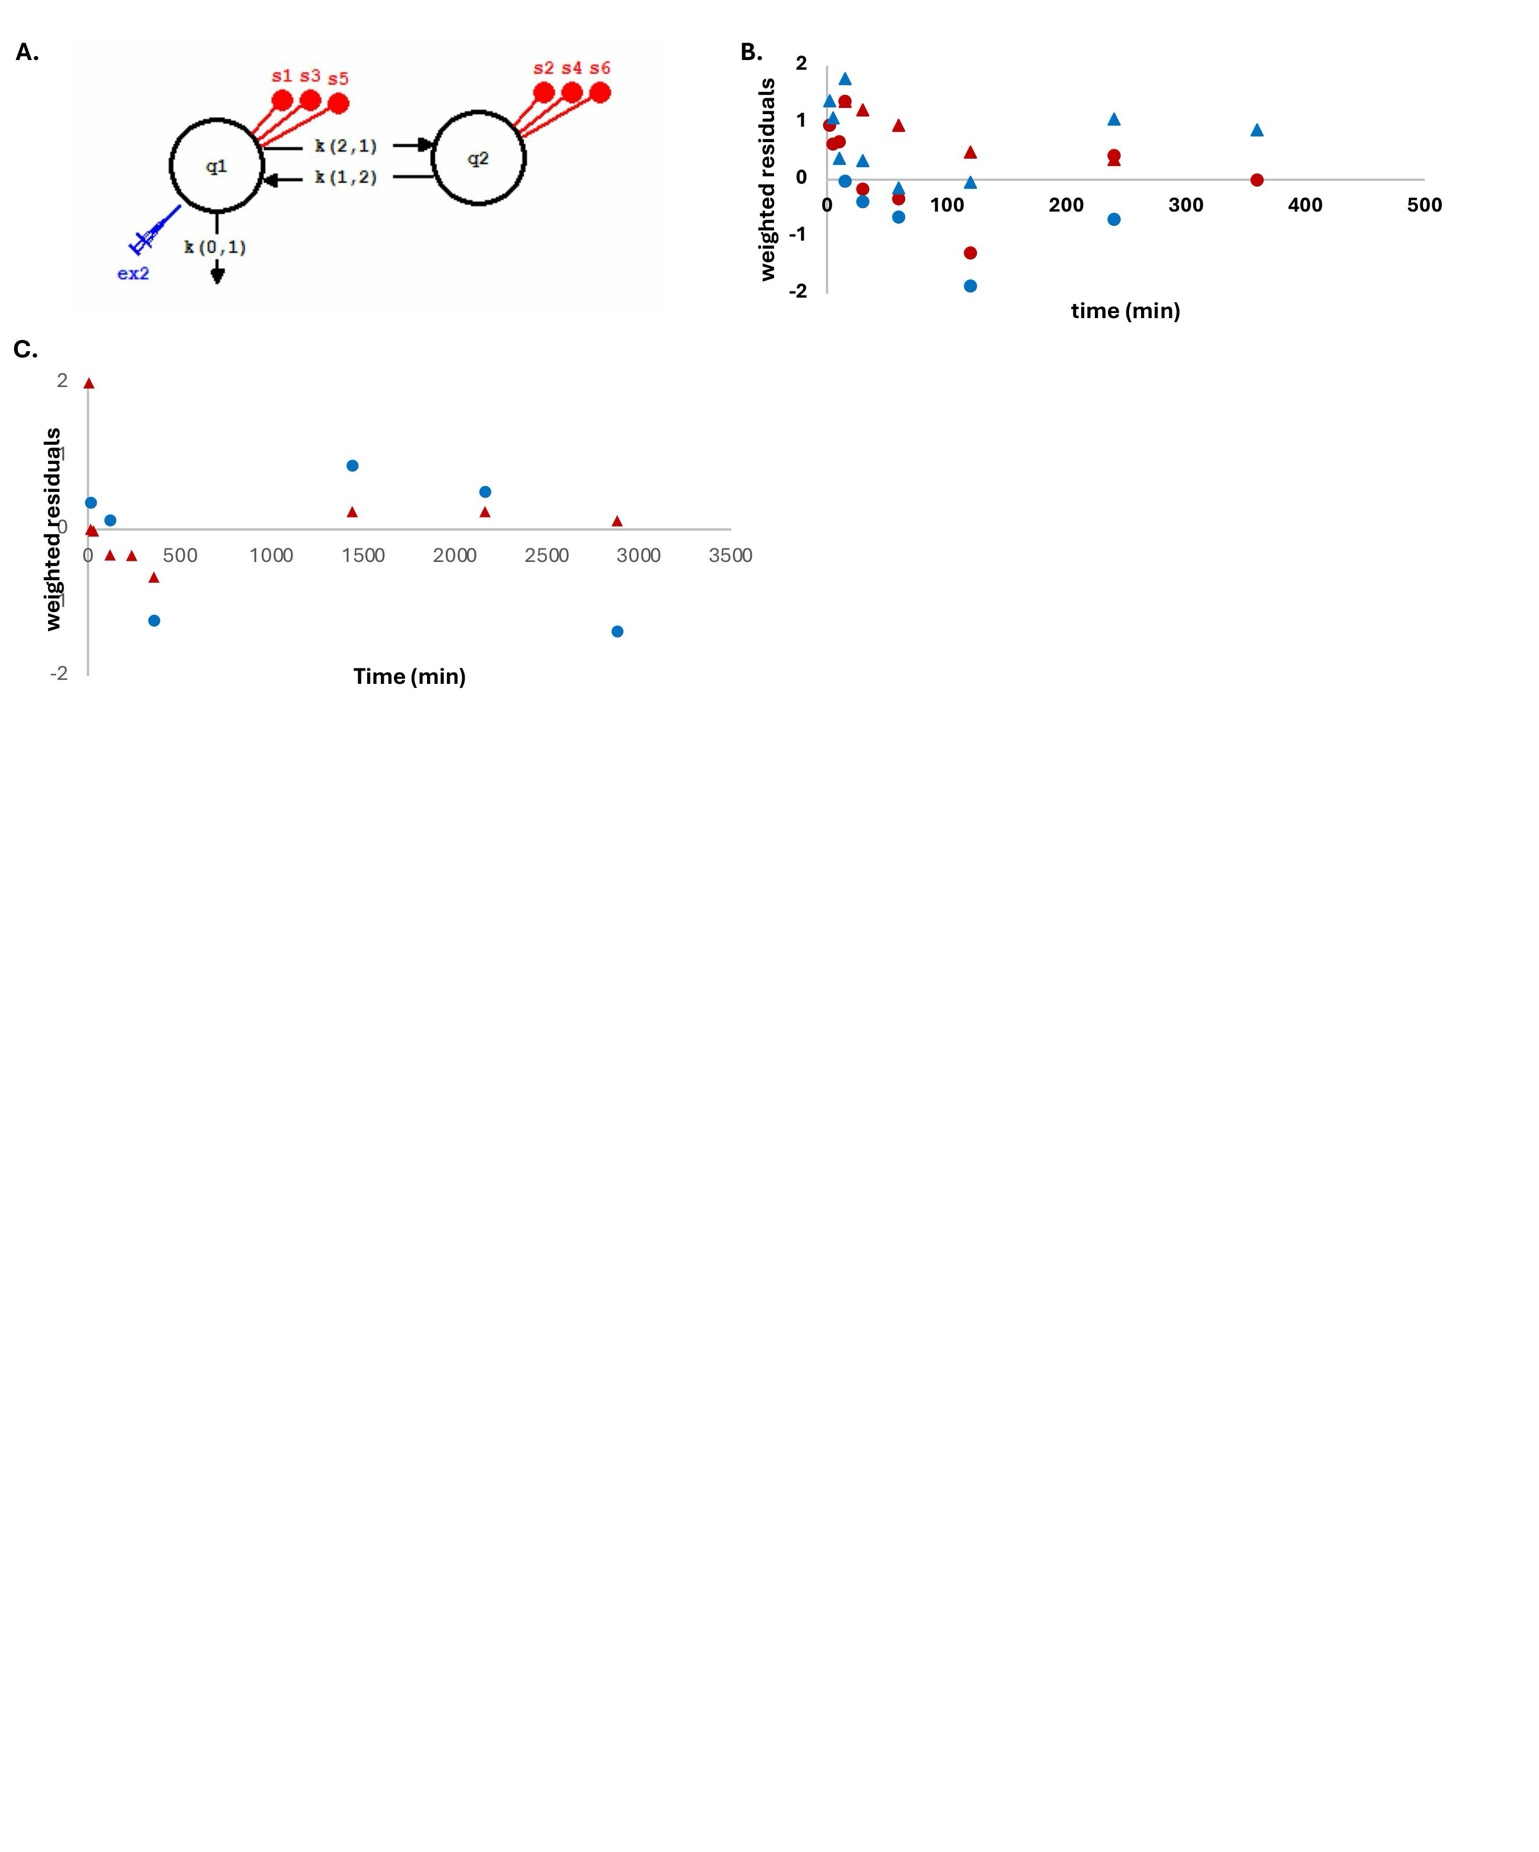 A.
s1 s3 s5
s2 s4 s6
q1
k(2,1)
k(1,2)
q2
k(0,1)
ex2
B.
weighted residuals
2
1
0
-1
-2
0 100 200 300 400 500
time (min)
C.
weighted residuals
2
1
0
-2
0 500 1000 1500 2000 2500 3000 3500
Time (min)